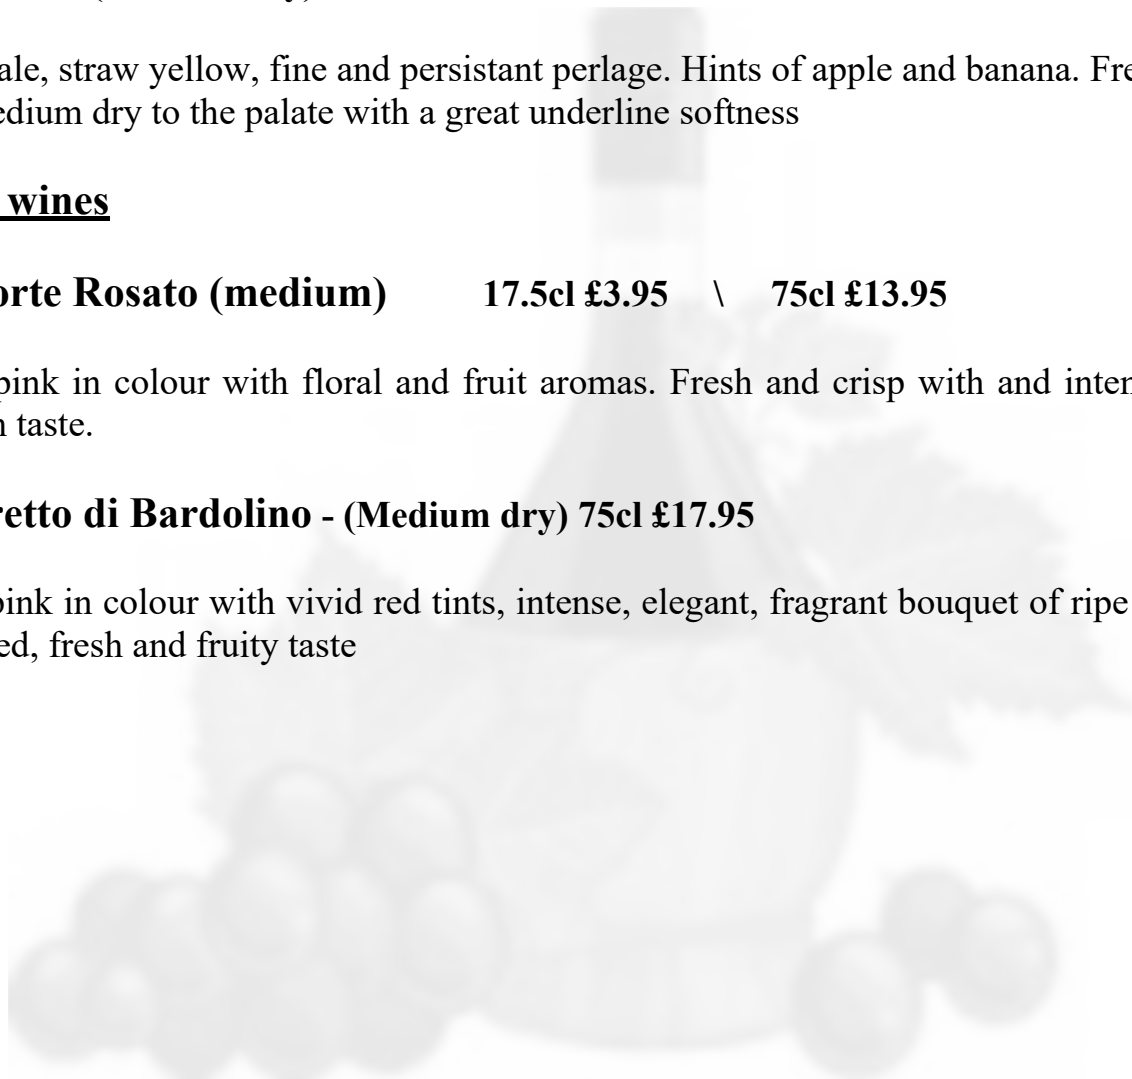 ale, straw yellow, fine and persistant perlage. Hints of apple and banana. Fre
edium dry to the palate with a great underline softness
wines
orte Rosato (medium) 17.5cl £3.95 \ 75cl £13.95
pink in colour with floral and fruit aromas. Fresh and crisp with and inten
n taste.
retto di Bardolino - (Medium dry) 75cl £17.95
pink in colour with vivid red tints, intense, elegant, fragrant bouquet of ripe
ed, fresh and fruity taste